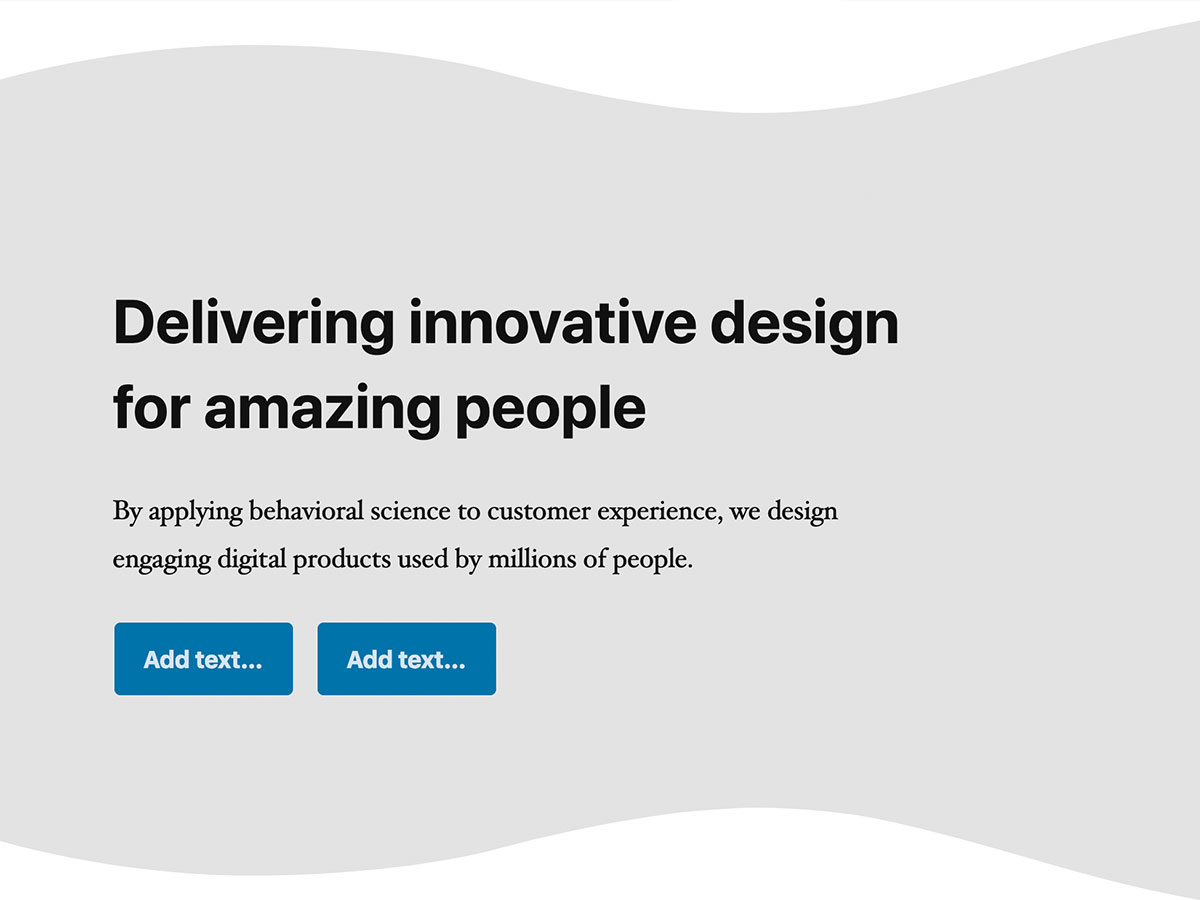 Delivering innovative design
for amazing people
By applying behavioral science to customer experience, we design
engaging digital products used by millions of people.
Add text... Add text...